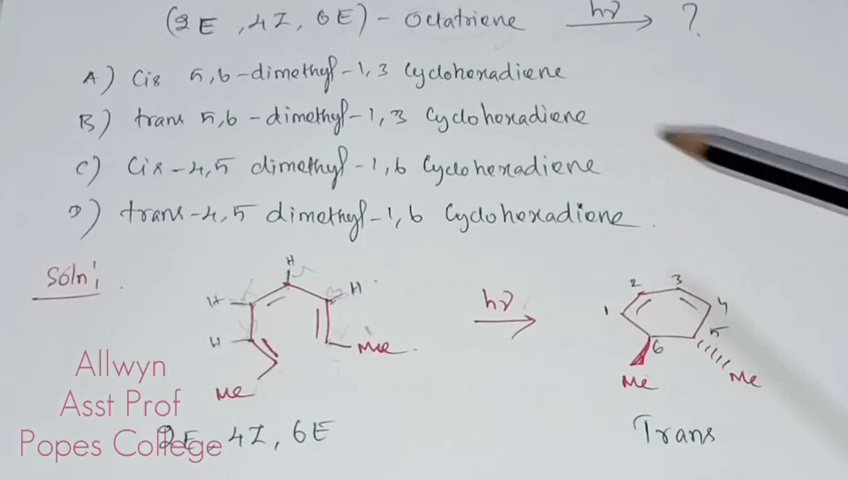 (2E, 4Z, 6E) - Octatriene hν ?
A) Cis 5,6-dimethyl-1,3 Cyclohexadiene
B) trans 5,6-dimethyl-1,3 Cyclohexadiene
C) Cis-4,5 dimethyl-1,6 Cyclohexadiene
D) trans-4,5 dimethyl-1,6 Cyclohexadiene.
Soln;
H
H H
H
Me
Me
hν
2 3
1 4
6 5
Me Me
Allwyn
Asst Prof
Popes College
2E, 4Z, 6E
Trans